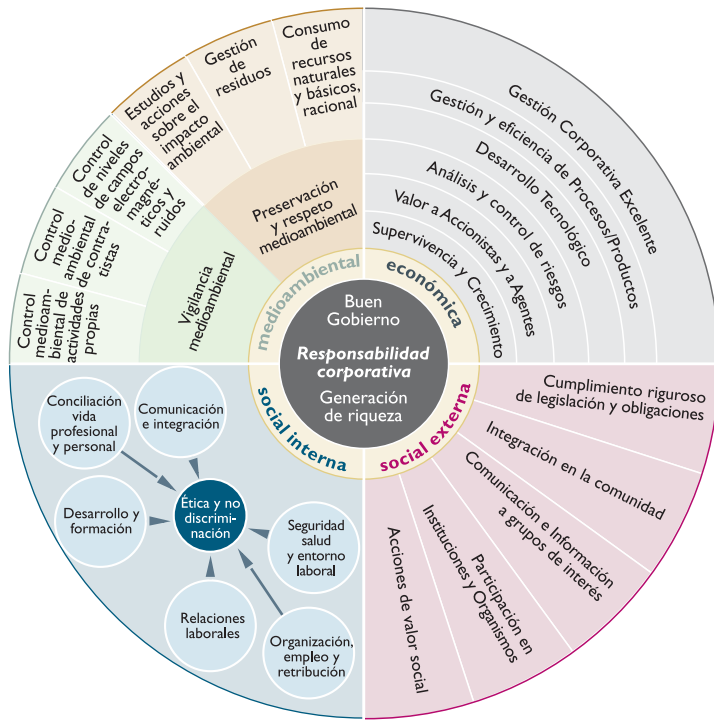 Consumo
de
recursos
naturales
y básicos,
racional
Gestión
de
residuos
Estudios y
acciones
sobre el
impacto
ambiental
Preservación
y respeto
medioambiental
Control
de niveles
de campos
electro-
magné-
ticos y
ruidos
Control
medio-
ambiental
de contra-
tistas
Control
medioam-
biental de
actividades
propias
Vigilancia
medioambiental
Gestión Corporativa Excelente
Gestión y eficiencia de Procesos/Productos
Desarrollo Tecnológico
Análisis y control de riesgos
Valor a Accionistas y a Agentes
Supervivencia y Crecimiento
medioambiental
económica
Buen
Gobierno
Responsabilidad
corporativa
Generación
de riqueza
social interna
social externa
Conciliación
vida
profesional
y personal
Comunicación
e integración
Ética y no
discrimi-
nación
Desarrollo y
formación
Seguridad
salud
y entorno
laboral
Relaciones
laborales
Organización,
empleo y
retribución
Cumplimiento riguroso
de legislación y obligaciones
Integración en la comunidad
Comunicación e Información
a grupos de interés
Participación en
Instituciones y Organismos
Acciones de valor social